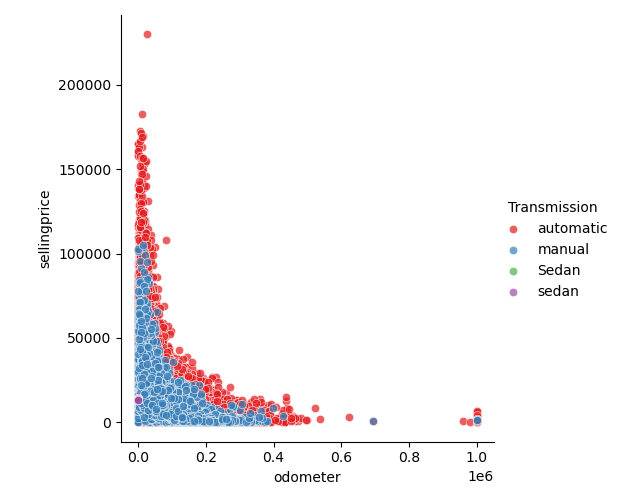 200000
150000
100000
50000
0
sellingprice
0.0 0.2 0.4 0.6 0.8 1.0
1e6
odometer
Transmission
automatic
manual
Sedan
sedan